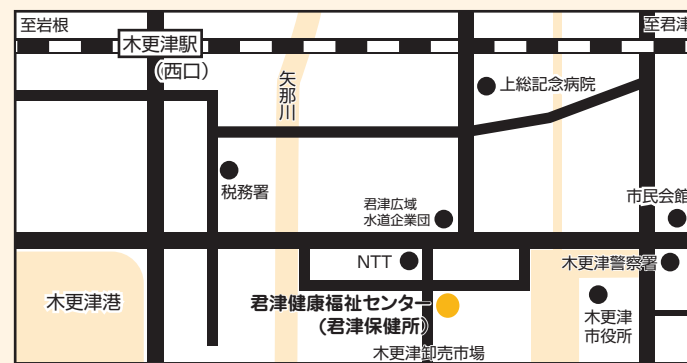 至岩根
至君津
木更津駅
(西口)
矢那川
上総記念病院
税務署
君津広域
水道企業団
市民会館
NTT
木更津警察署
木更津港
君津健康福祉センター
(君津保健所)
木更津
市役所
木更津卸売市場